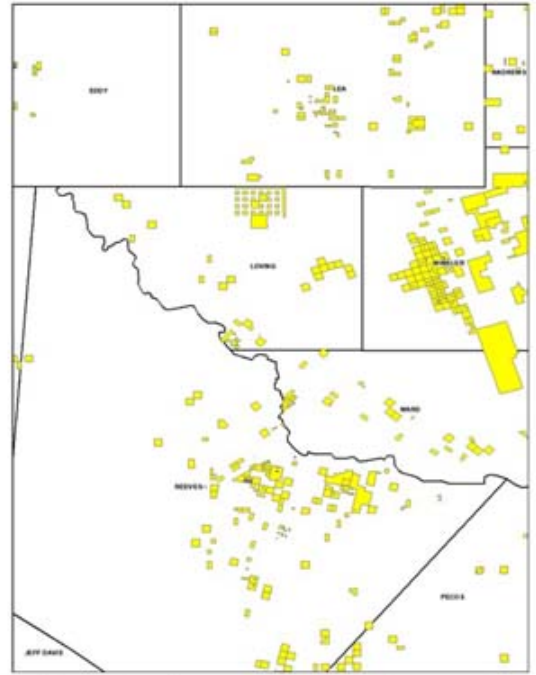 EDDY
LEA
ANDREWS
LOVING
WINKLER
WARD
REEVES
PECOS
JEFF DAVIS